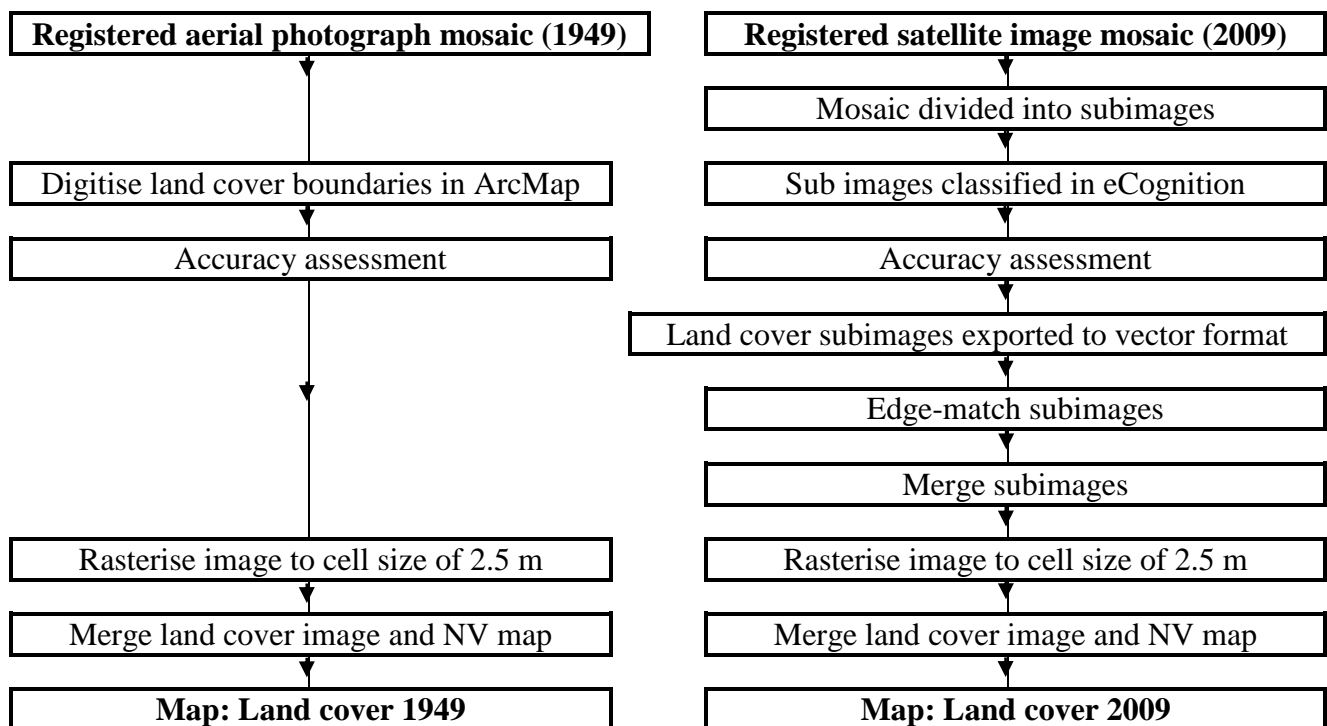 Registered aerial photograph mosaic (1949)
Digitise land cover boundaries in ArcMap
Accuracy assessment
Rasterise image to cell size of 2.5 m
Merge land cover image and NV map
Map: Land cover 1949
Registered satellite image mosaic (2009)
Mosaic divided into subimages
Sub images classified in eCognition
Accuracy assessment
Land cover subimages exported to vector format
Edge-match subimages
Merge subimages
Rasterise image to cell size of 2.5 m
Merge land cover image and NV map
Map: Land cover 2009